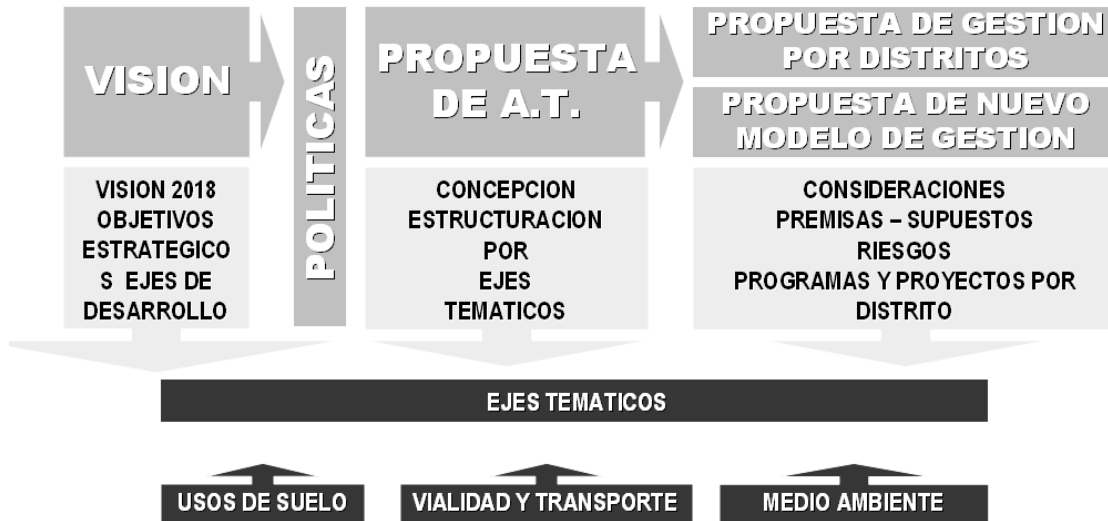 VISION
POLITICAS
PROPUESTA
DE A.T.
PROPUESTA DE GESTION
POR DISTRITOS
PROPUESTA DE NUEVO
MODELO DE GESTION
VISION 2018
OBJETIVOS
ESTRATEGICO
S EJES DE
DESARROLLO
CONCEPCION
ESTRUCTURACION
POR
EJES
TEMATICOS
CONSIDERACIONES
PREMISAS – SUPUESTOS
RIESGOS
PROGRAMAS Y PROYECTOS POR
DISTRITO
EJES TEMATICOS
USOS DE SUELO
VIALIDAD Y TRANSPORTE
MEDIO AMBIENTE